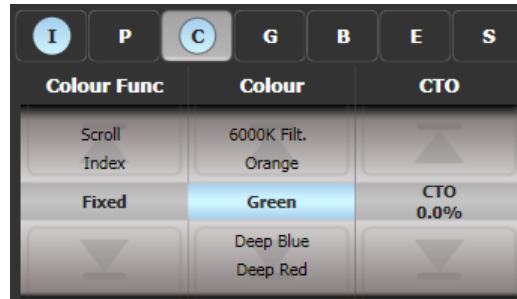 I P C G B E S
Colour Func Colour CTO
Scroll 6000K Filt.
Index Orange
Fixed Green CTO
0.0%
Deep Blue
Deep Red